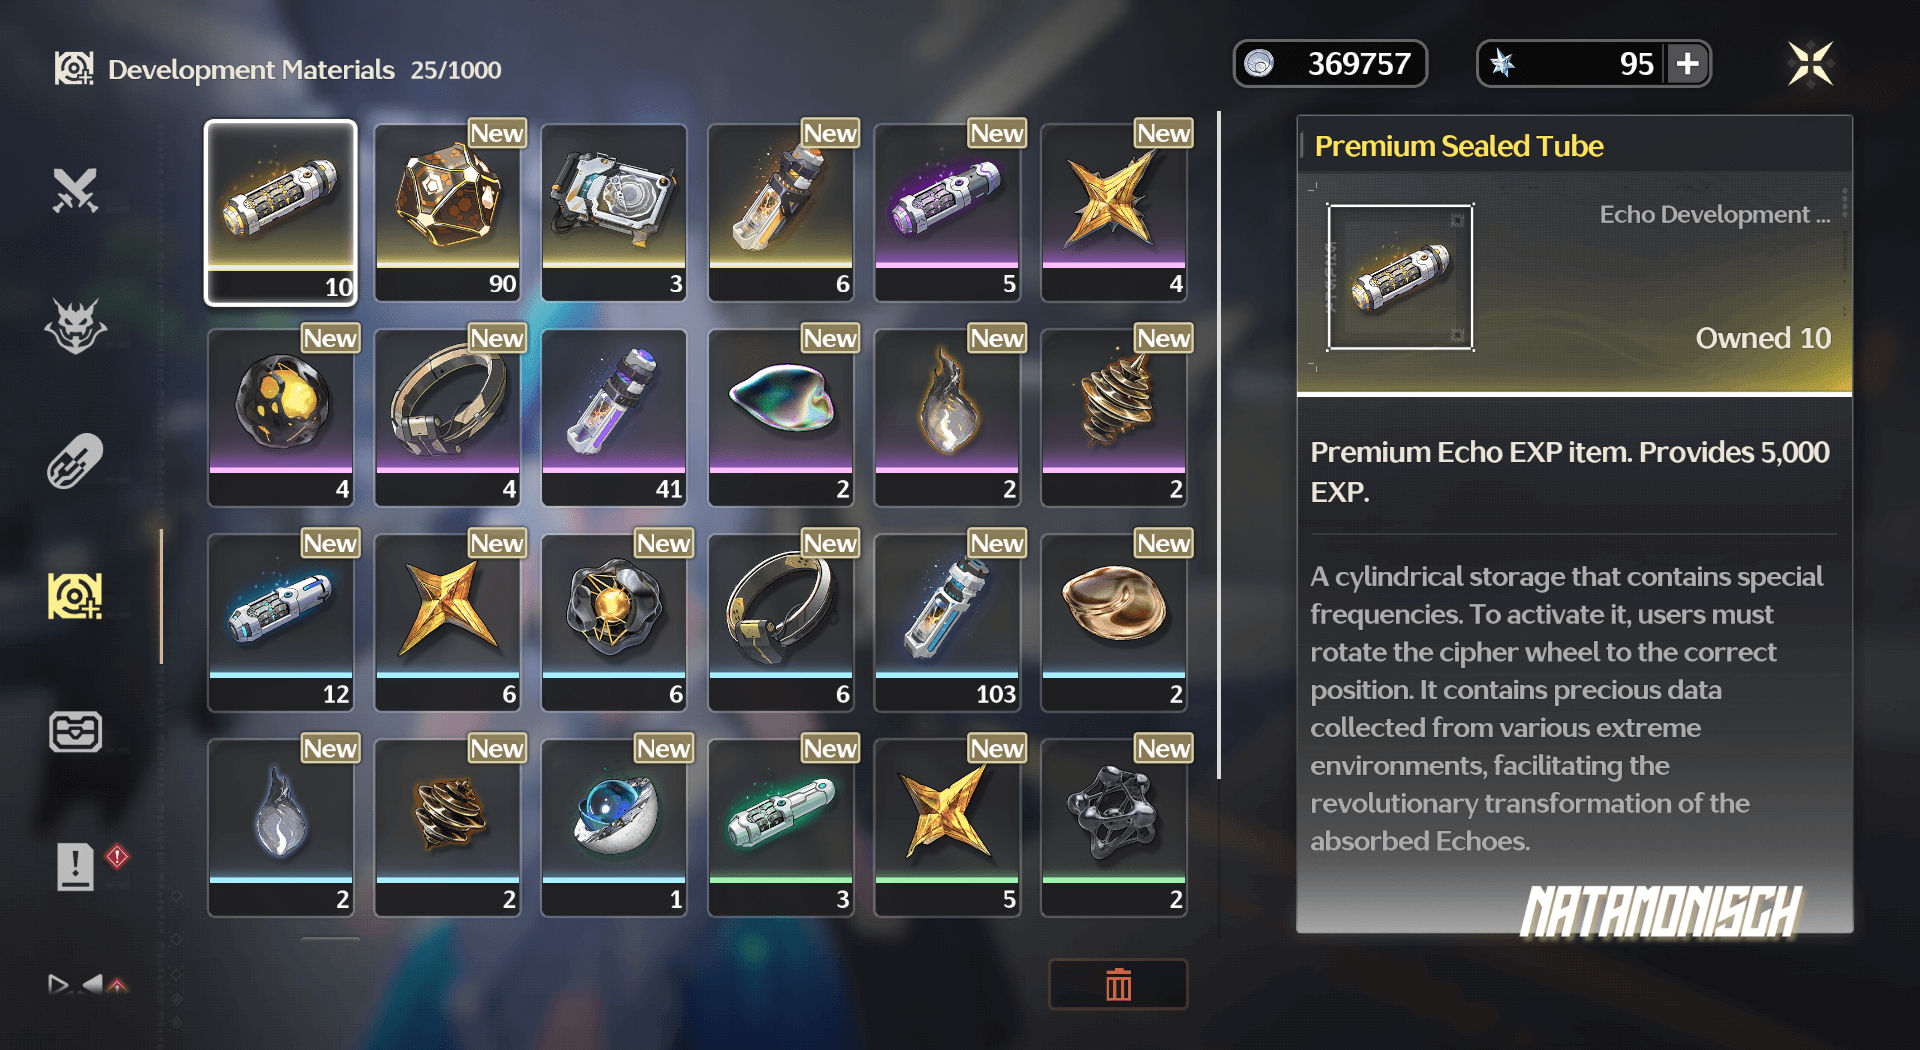 Development Materials 25/1000
369757
95
New New New New New
10 90 3 6 5 4
New New New New New New
4 4 41 2 2 2
New New New New New New
12 6 6 6 103 2
New New New New New New
2 2 1 3 5 2
Premium Sealed Tube
Echo Development ...
Owned 10
Premium Echo EXP item. Provides 5,000
EXP.
A cylindrical storage that contains special
frequencies. To activate it, users must
rotate the cipher wheel to the correct
position. It contains precious data
collected from various extreme
environments, facilitating the
revolutionary transformation of the
absorbed Echoes.
NATAMONISCH